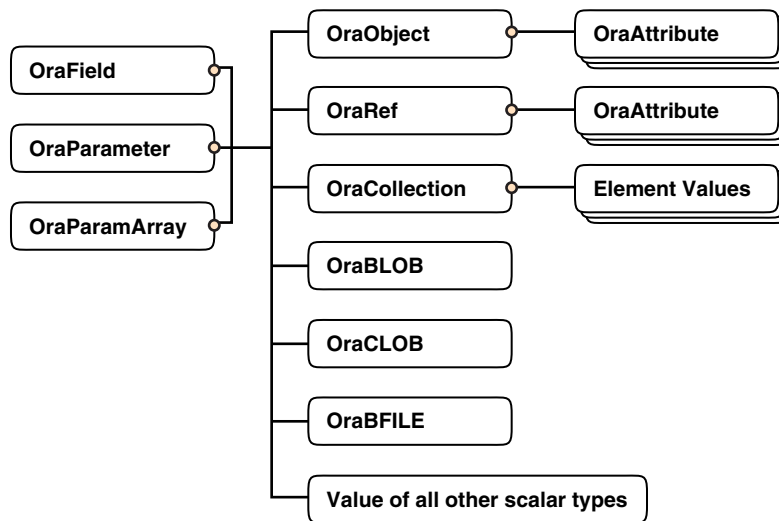 OraField
OraParameter
OraParamArray
OraObject
OraAttribute
OraRef
OraAttribute
OraCollection
Element Values
OraBLOB
OraCLOB
OraBFILE
Value of all other scalar types